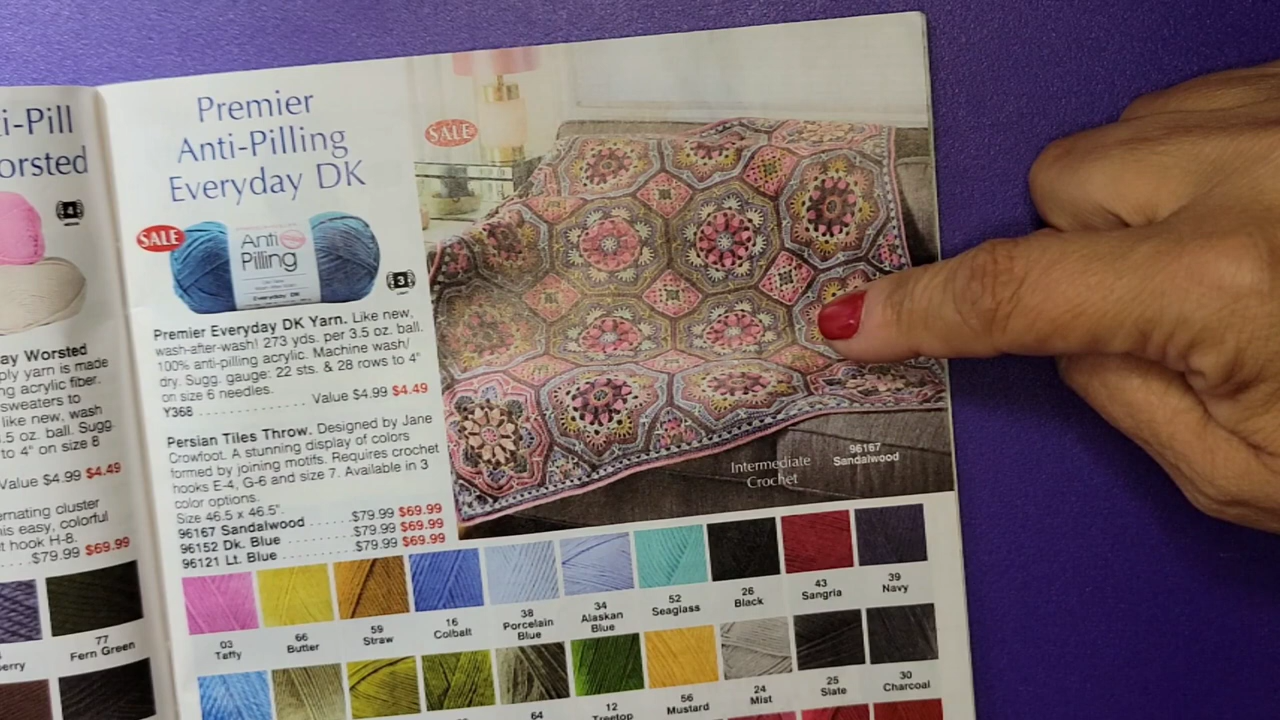 i-Pill
orsted
4
ay Worsted
ply yarn is made
ng acrylic fiber.
sweaters to
like new, wash
.5 oz. ball. Sugg.
to 4" on size 8
Value $4.99 $4.49
ernating cluster
his easy, colorful
t hook H-8.
$79.99 $69.99
77
Fern Green
erry
Premier
Anti-Pilling
Everyday DK
SALE
Anti
Pilling
Everyday DK
3
Premier Everyday DK Yarn. Like new,
wash-after-wash! 273 yds. per 3.5 oz. ball.
100% anti-pilling acrylic. Machine wash/
dry. Sugg. gauge: 22 sts. & 28 rows to 4"
on size 6 needles.
Y368 . . . . . . . . . . . . . . Value $4.99 $4.49
Persian Tiles Throw. Designed by Jane
Crowfoot. A stunning display of colors
formed by joining motifs. Requires crochet
hooks E-4, G-6 and size 7. Available in 3
color options.
Size 46.5 x 46.5".
96167 Sandalwood . . . . . . $79.99 $69.99
96152 Dk. Blue . . . . . . . . . $79.99 $69.99
96121 Lt. Blue . . . . . . . . . . $79.99 $69.99
SALE
Intermediate
Crochet
96167
Sandalwood
03
Taffy
66
Butter
59
Straw
16
Cobalt
38
Porcelain
Blue
34
Alaskan
Blue
52
Seaglass
26
Black
43
Sangria
39
Navy
64
12
Treetop
56
Mustard
24
Mist
25
Slate
30
Charcoal